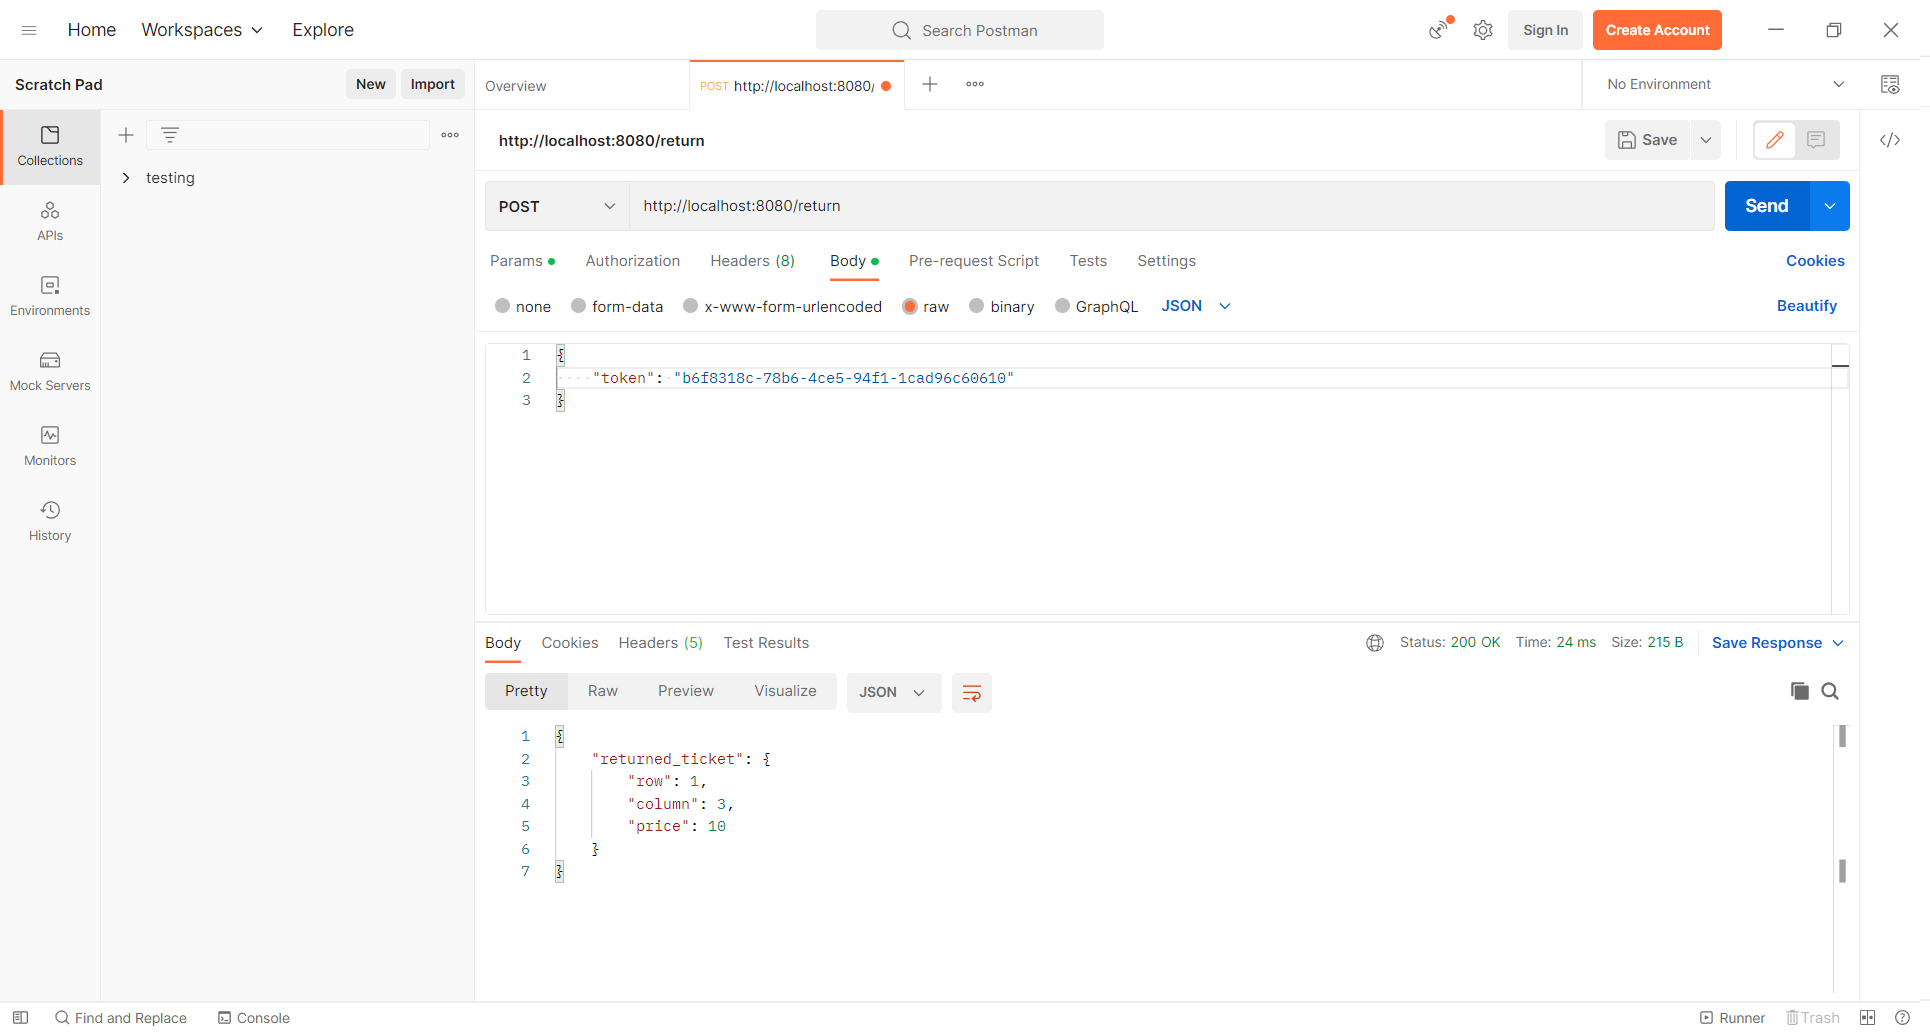 Home Workspaces Explore Search Postman Sign In Create Account
Scratch Pad New Import Overview POST http://localhost:8080/ No Environment
Collections
APIs
Environments
Mock Servers
Monitors
History
testing
http://localhost:8080/return Save
POST http://localhost:8080/return Send
Params Authorization Headers (8) Body Pre-request Script Tests Settings Cookies
none form-data x-www-form-urlencoded raw binary GraphQL JSON Beautify
1 {
2 "token": "b6f8318c-78b6-4ce5-94f1-1cad96c60610"
3 }
Body Cookies Headers (5) Test Results Status: 200 OK Time: 24 ms Size: 215 B Save Response
Pretty Raw Preview Visualize JSON
1 {
2 "returned_ticket": {
3 "row": 1,
4 "column": 3,
5 "price": 10
6 }
7 }
Find and Replace Console Runner Trash